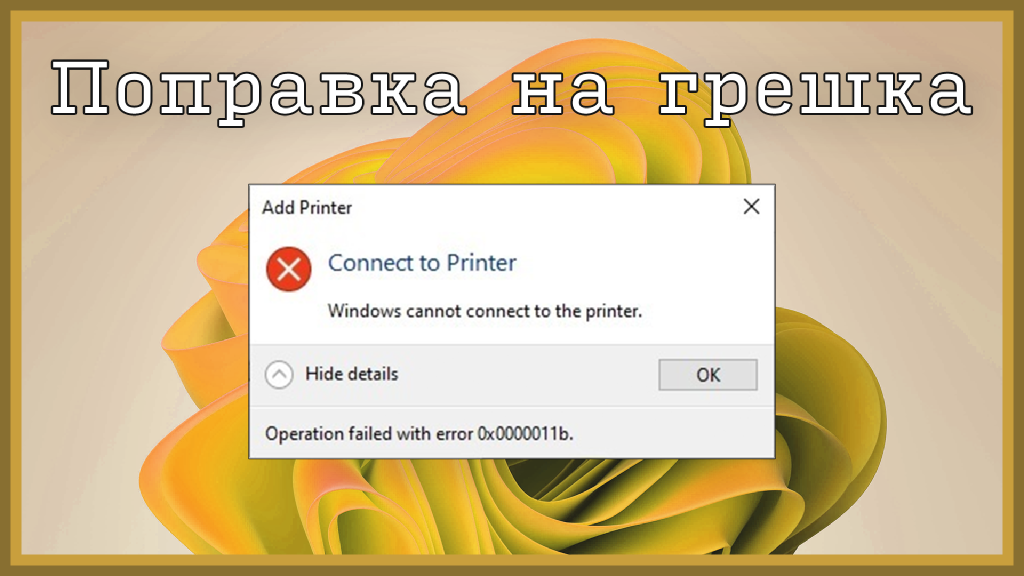 Поправка на грешка
Add Printer
Connect to Printer
Windows cannot connect to the printer.
Hide details
OK
Operation failed with error 0x0000011b.